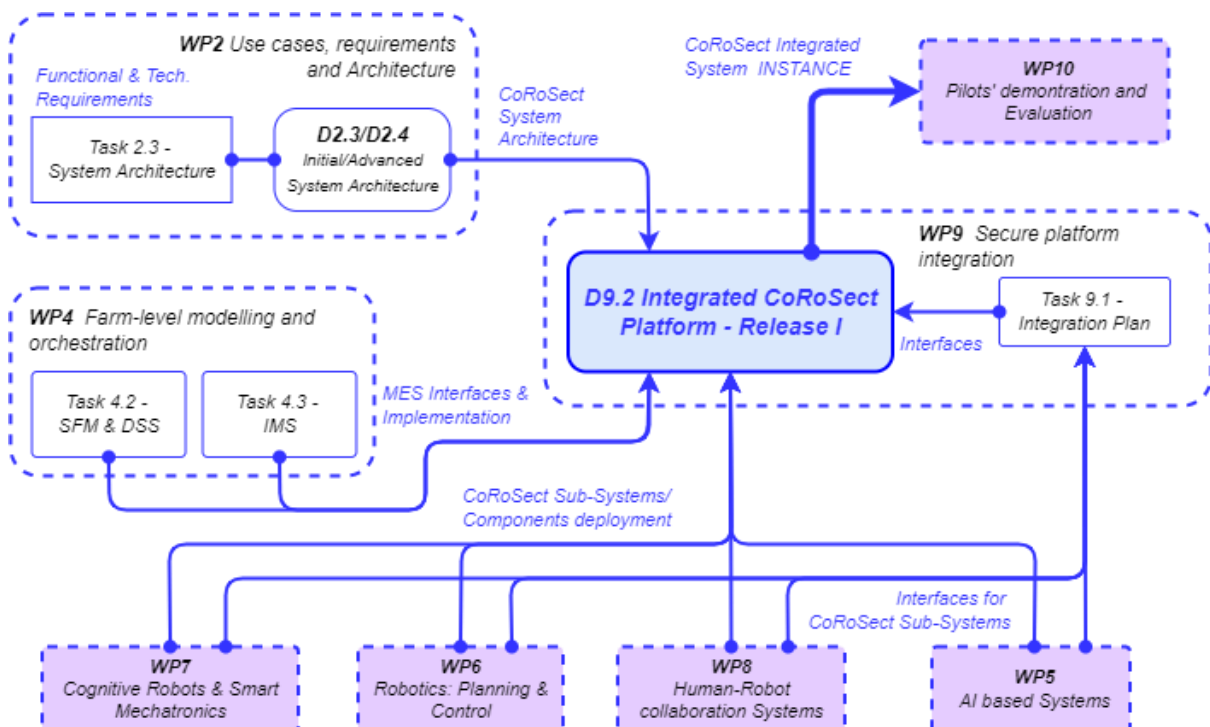 WP2 Use cases, requirements
and Architecture
Functional & Tech.
Requirements
Task 2.3 -
System Architecture
D2.3/D2.4
Initial/Advanced
System Architecture
CoRoSect
System
Architecture
CoRoSect Integrated
System INSTANCE
WP10
Pilots' demontration and
Evaluation
WP9 Secure platform
integration
D9.2 Integrated CoRoSect
Platform - Release I
Interfaces
Task 9.1 -
Integration Plan
WP4 Farm-level modelling and
orchestration
Task 4.2 -
SFM & DSS
Task 4.3 -
IMS
MES Interfaces &
Implementation
CoRoSect Sub-Systems/
Components deployment
Interfaces for
CoRoSect Sub-Systems
WP7
Cognitive Robots & Smart
Mechatronics
WP6
Robotics: Planning &
Control
WP8
Human-Robot
collaboration Systems
WP5
AI based Systems